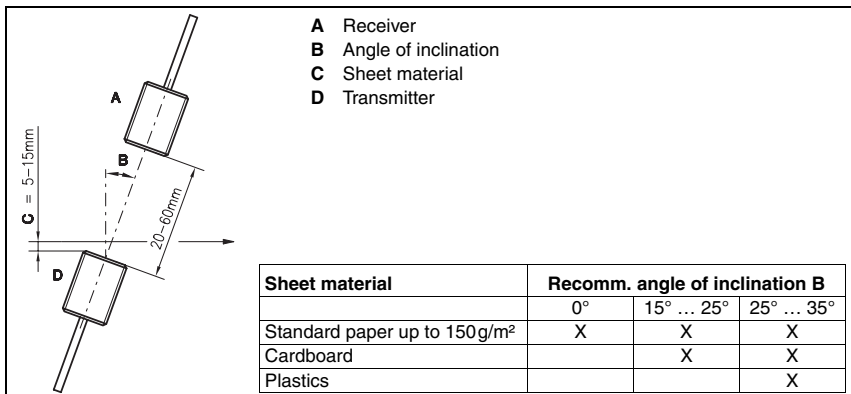 A Receiver
B Angle of inclination
C Sheet material
D Transmitter
A
B
C = 5-15mm
20-60mm
D
Sheet material Recomm. angle of inclination B
0° 15° … 25° 25° … 35°
Standard paper up to 150g/m² X X X
Cardboard X X
Plastics X